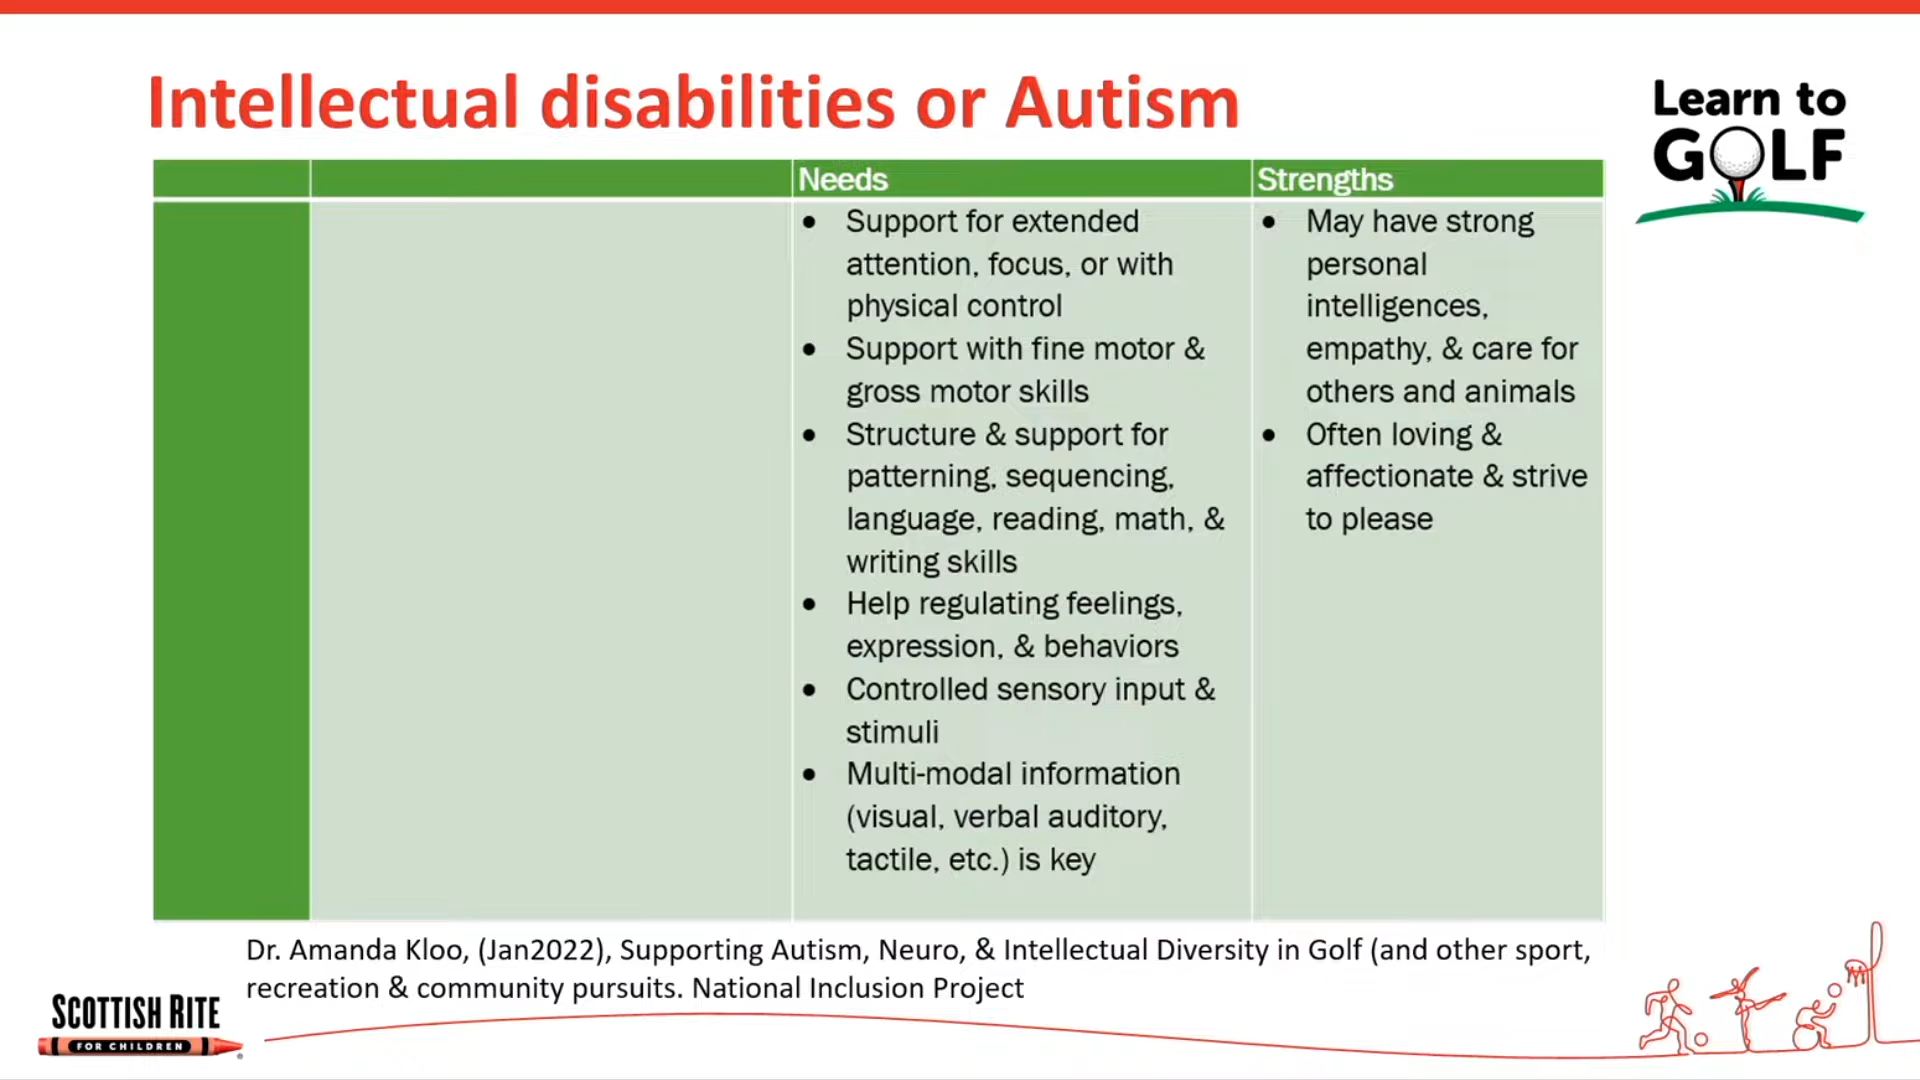 Intellectual disabilities or Autism
Learn to
GOLF
Needs
Strengths
• Support for extended
attention, focus, or with
physical control
• Support with fine motor &
gross motor skills
• Structure & support for
patterning, sequencing,
language, reading, math, &
writing skills
• Help regulating feelings,
expression, & behaviors
• Controlled sensory input &
stimuli
• Multi-modal information
(visual, verbal auditory,
tactile, etc.) is key
• May have strong
personal
intelligences,
empathy, & care for
others and animals
• Often loving &
affectionate & strive
to please
Dr. Amanda Kloo, (Jan2022), Supporting Autism, Neuro, & Intellectual Diversity in Golf (and other sport,
recreation & community pursuits. National Inclusion Project
SCOTTISH RITE
FOR CHILDREN